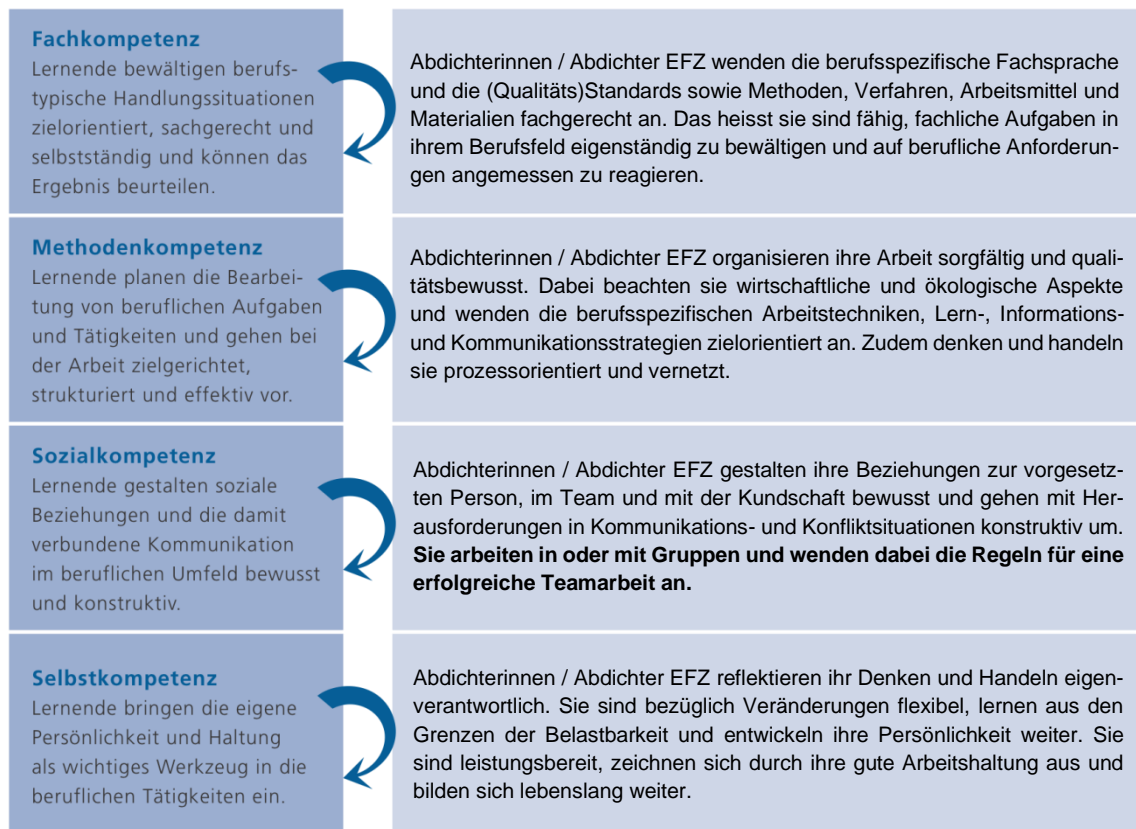 Fachkompetenz
Lernende bewältigen berufs-
typische Handlungssituationen
zielorientiert, sachgerecht und
selbstständig und können das
Ergebnis beurteilen.
Abdichterinnen / Abdichter EFZ wenden die berufsspezifische Fachsprache
und die (Qualitäts)Standards sowie Methoden, Verfahren, Arbeitsmittel und
Materialien fachgerecht an. Das heisst sie sind fähig, fachliche Aufgaben in
ihrem Berufsfeld eigenständig zu bewältigen und auf berufliche Anforderun-
gen angemessen zu reagieren.
Methodenkompetenz
Lernende planen die Bearbei-
tung von beruflichen Aufgaben
und Tätigkeiten und gehen bei
der Arbeit zielgerichtet,
strukturiert und effektiv vor.
Abdichterinnen / Abdichter EFZ organisieren ihre Arbeit sorgfältig und quali-
tätsbewusst. Dabei beachten sie wirtschaftliche und ökologische Aspekte
und wenden die berufsspezifischen Arbeitstechniken, Lern-, Informations-
und Kommunikationsstrategien zielorientiert an. Zudem denken und handeln
sie prozessorientiert und vernetzt.
Sozialkompetenz
Lernende gestalten soziale
Beziehungen und die damit
verbundene Kommunikation
im beruflichen Umfeld bewusst
und konstruktiv.
Abdichterinnen / Abdichter EFZ gestalten ihre Beziehungen zur vorgesetz-
ten Person, im Team und mit der Kundschaft bewusst und gehen mit Her-
ausforderungen in Kommunikations- und Konfliktsituationen konstruktiv um.
Sie arbeiten in oder mit Gruppen und wenden dabei die Regeln für eine
erfolgreiche Teamarbeit an.
Selbstkompetenz
Lernende bringen die eigene
Persönlichkeit und Haltung
als wichtiges Werkzeug in die
beruflichen Tätigkeiten ein.
Abdichterinnen / Abdichter EFZ reflektieren ihr Denken und Handeln eigen-
verantwortlich. Sie sind bezüglich Veränderungen flexibel, lernen aus den
Grenzen der Belastbarkeit und entwickeln ihre Persönlichkeit weiter. Sie
sind leistungsbereit, zeichnen sich durch ihre gute Arbeitshaltung aus und
bilden sich lebenslang weiter.